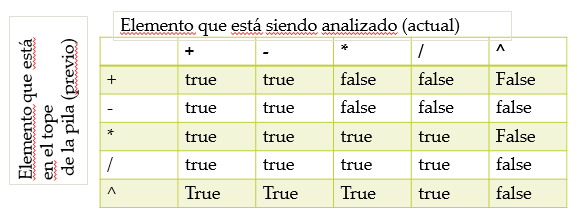 Elemento que está siendo analizado (actual)
Elemento que está
en el tope
de la pila (previo)
+ - * / ^
+ true true false false False
- true true false false false
* true true true true False
/ true true true true false
^ True True True true false